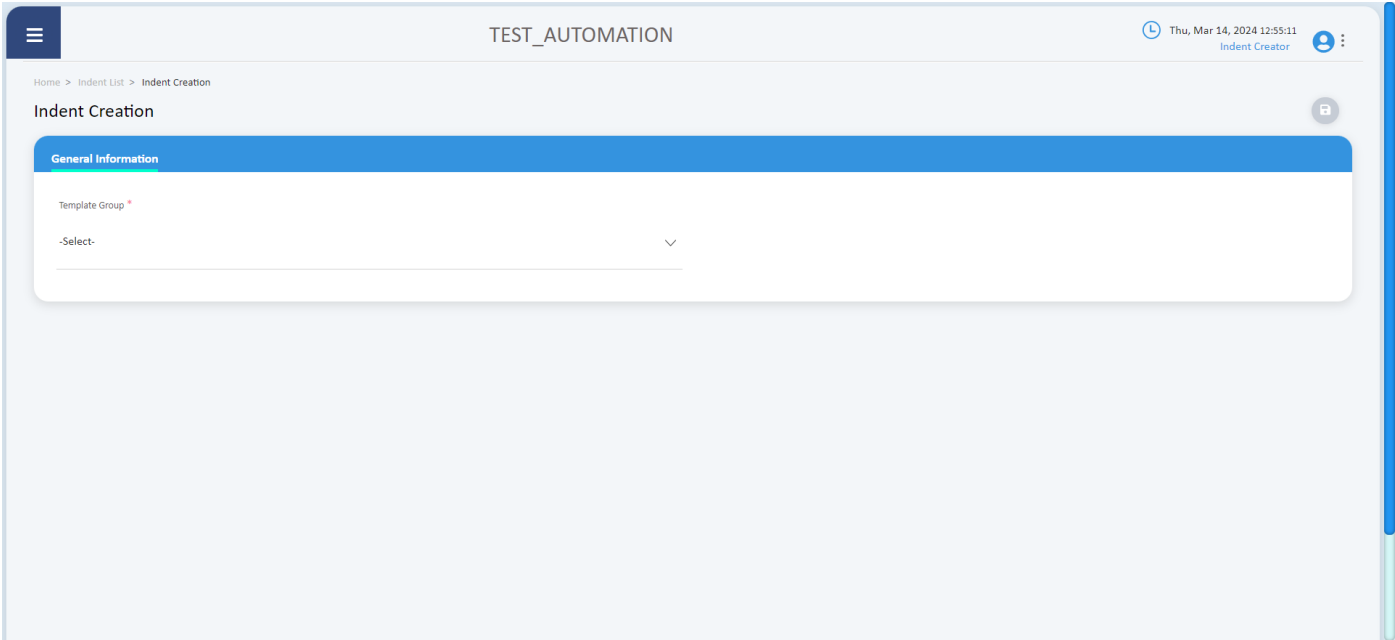 TEST_AUTOMATION
Thu, Mar 14, 2024 12:55:11
Indent Creator
Home > Indent List > Indent Creation
Indent Creation
General Information
Template Group *
-Select-